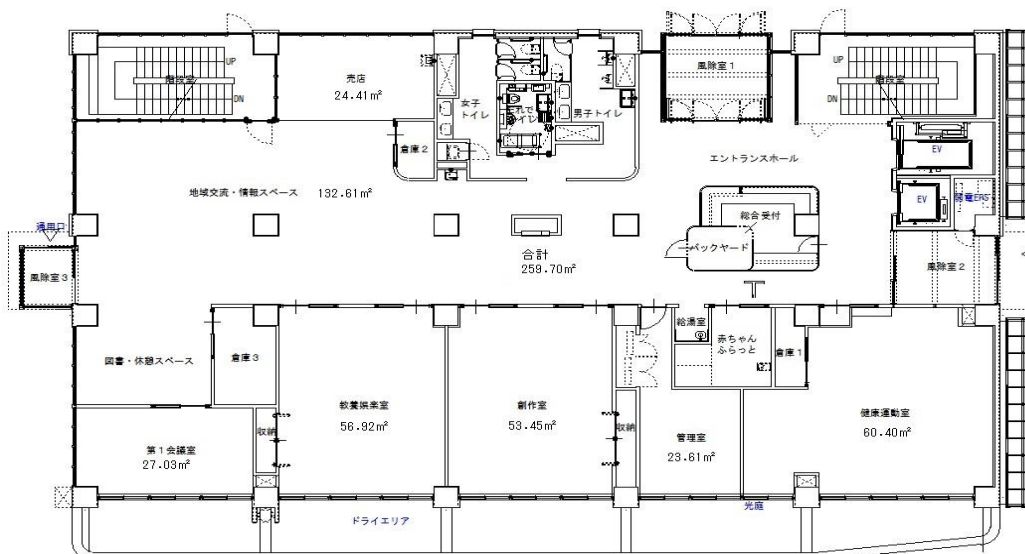 階段室
UP
DN
売店
24.41㎡
女子
トイレ
だれでも
トイレ
男子トイレ
風除室1
階段室
UP
DN
倉庫2
エントランスホール
EV
EV
地域交流・情報スペース 132.61㎡
総合受付
バックヤード
通用口
風除室3
合計
259.70㎡
風除室2
図書・休憩スペース
倉庫3
給湯室
赤ちゃん
ふらっと
倉庫1
教養娯楽室
56.92㎡
創作室
53.45㎡
健康運動室
60.40㎡
収納
収納
管理室
23.61㎡
第1会議室
27.03㎡
ドライエリア
光庭